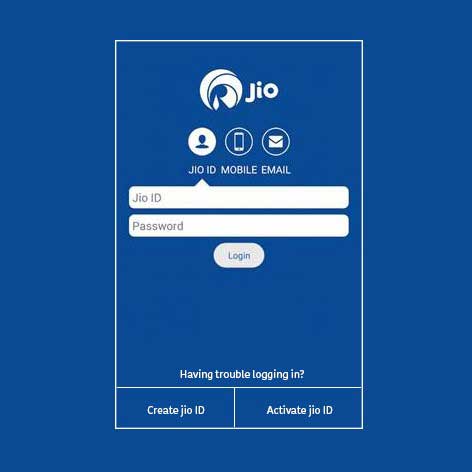 Jio
JIO ID MOBILE EMAIL
Jio ID
Password
Login
Having trouble logging in?
Create jio ID Activate jio ID